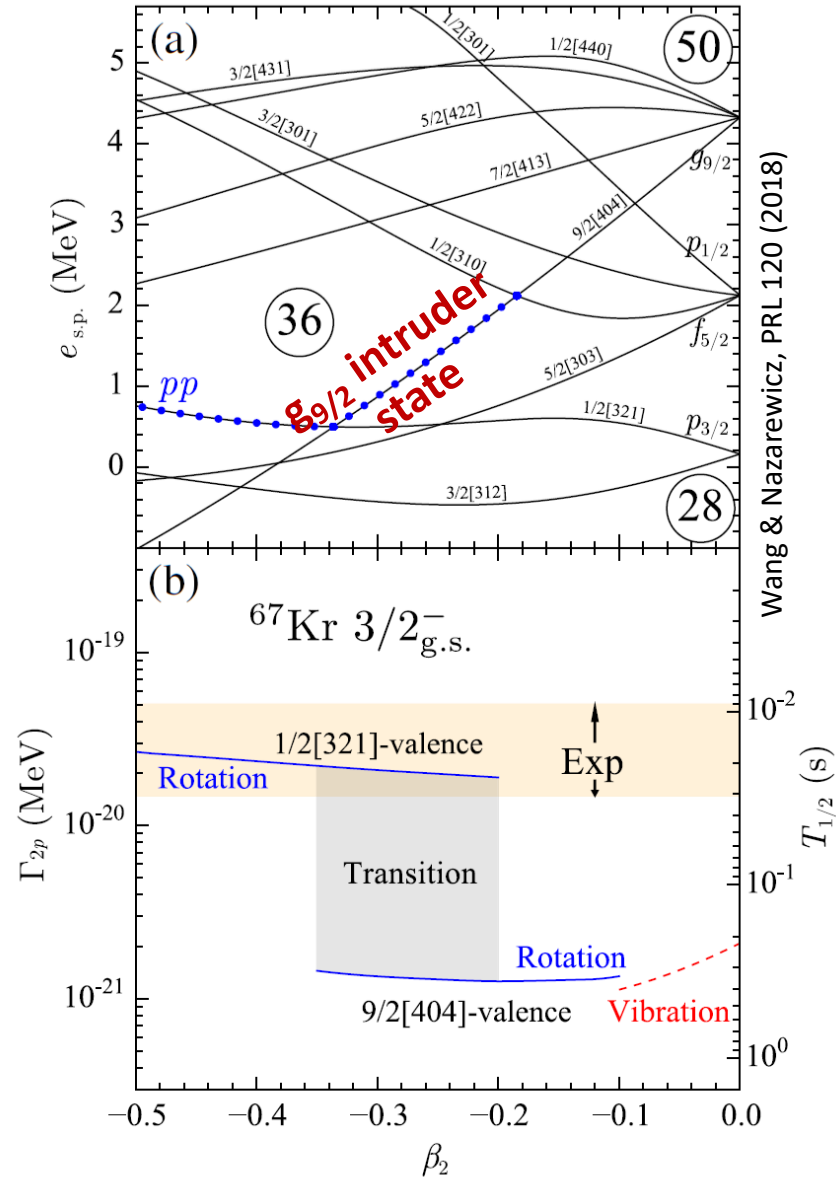 (a)
50
1/2[301]
1/2[440]
3/2[431]
3/2[301]
5/2[422]
7/2[413]
g9/2
9/2[404]
1/2[310]
p1/2
36
f5/2
g9/2 intruder
state
5/2[303]
pp
1/2[321]
p3/2
3/2[312]
28
5
4
3
2
1
0
e s.p. (MeV)
Wang & Nazarewicz, PRL 120 (2018)
(b)
67Kr 3/2−g.s.
10-19
10-20
10-21
Γ2p (MeV)
1/2[321]-valence
Rotation
Exp
Transition
Rotation
9/2[404]-valence
Vibration
10-2
10-1
100
T1/2 (s)
−0.5
−0.4
−0.3
−0.2
−0.1
0.0
β2